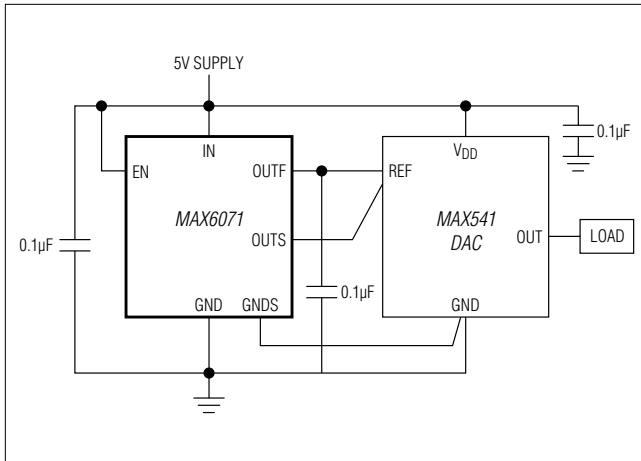 5V SUPPLY
0.1µF
IN
V_DD
EN
OUTF
REF
MAX6071
MAX541
DAC
OUTS
OUT
LOAD
0.1µF
0.1µF
GND
GNDS
GND